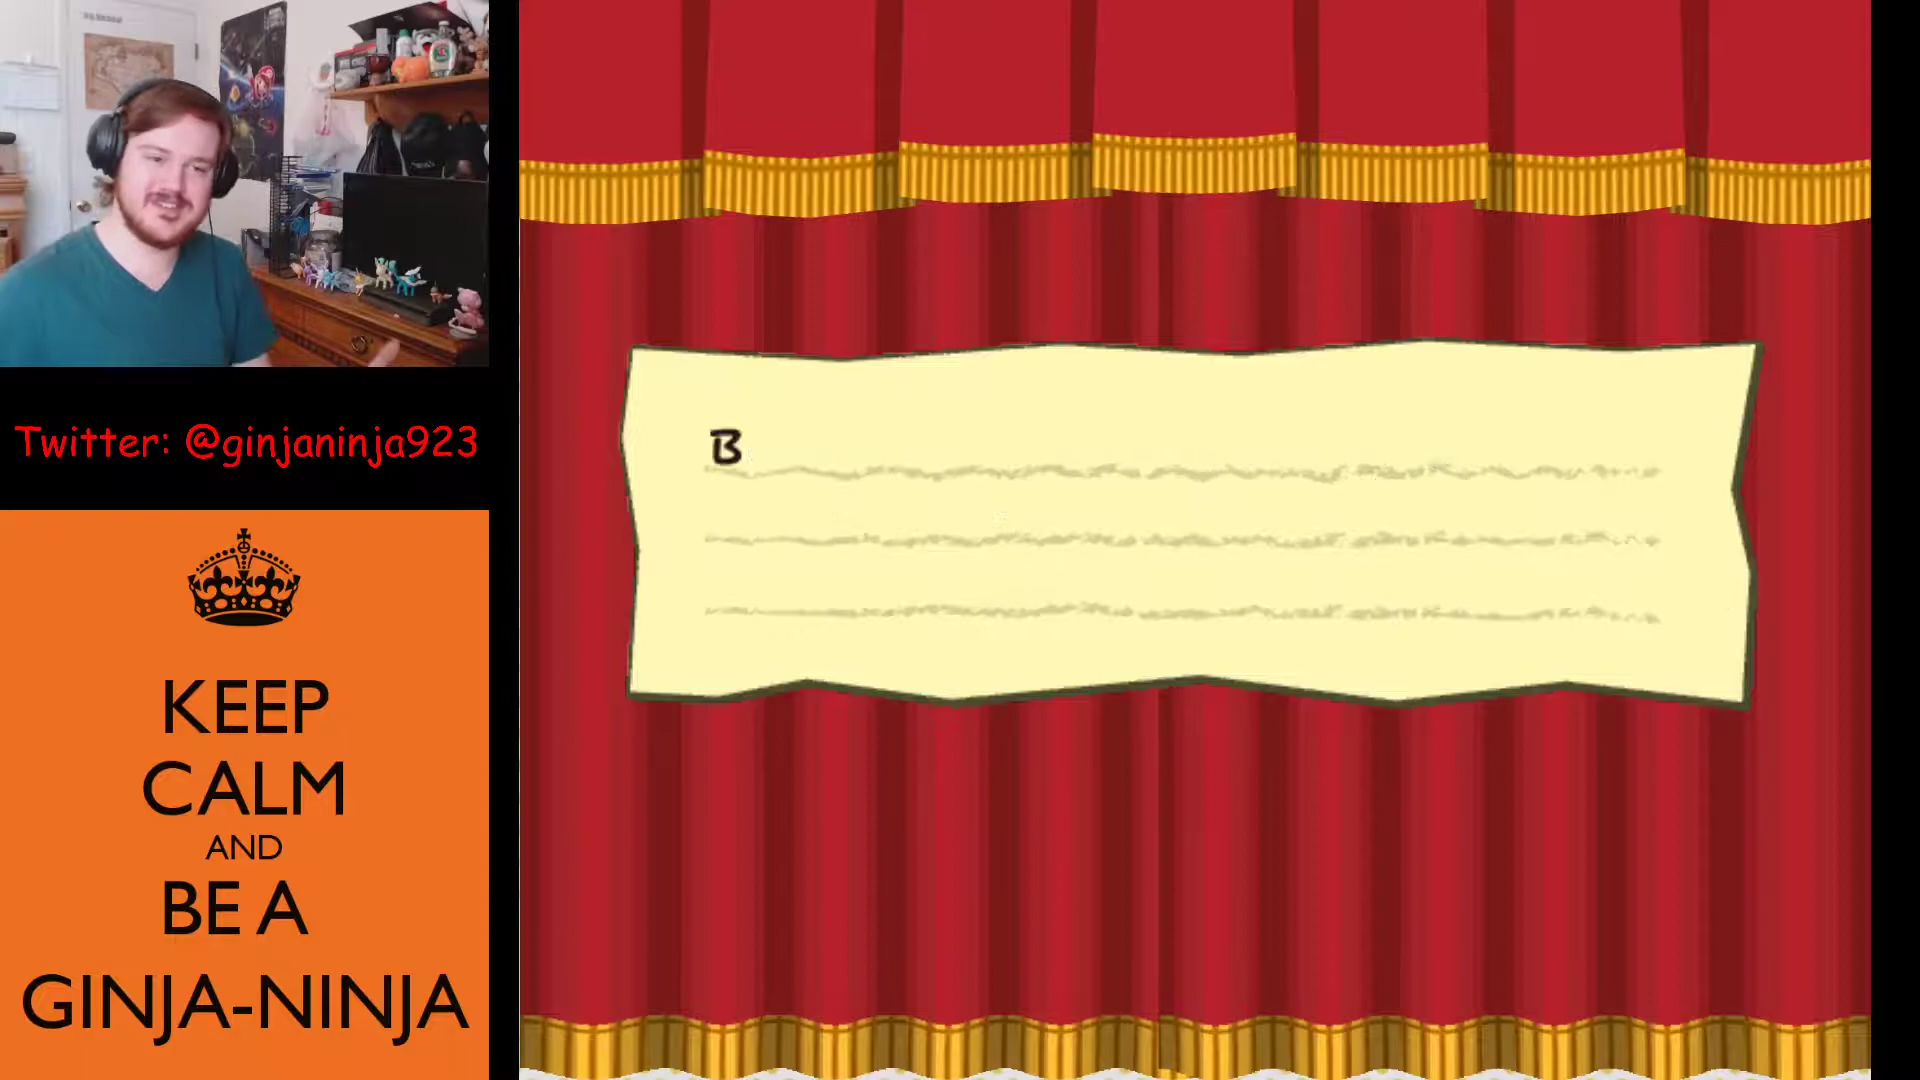 Twitter: @ginjaninja923
KEEP
CALM
AND
BE A
GINJA-NINJA
B